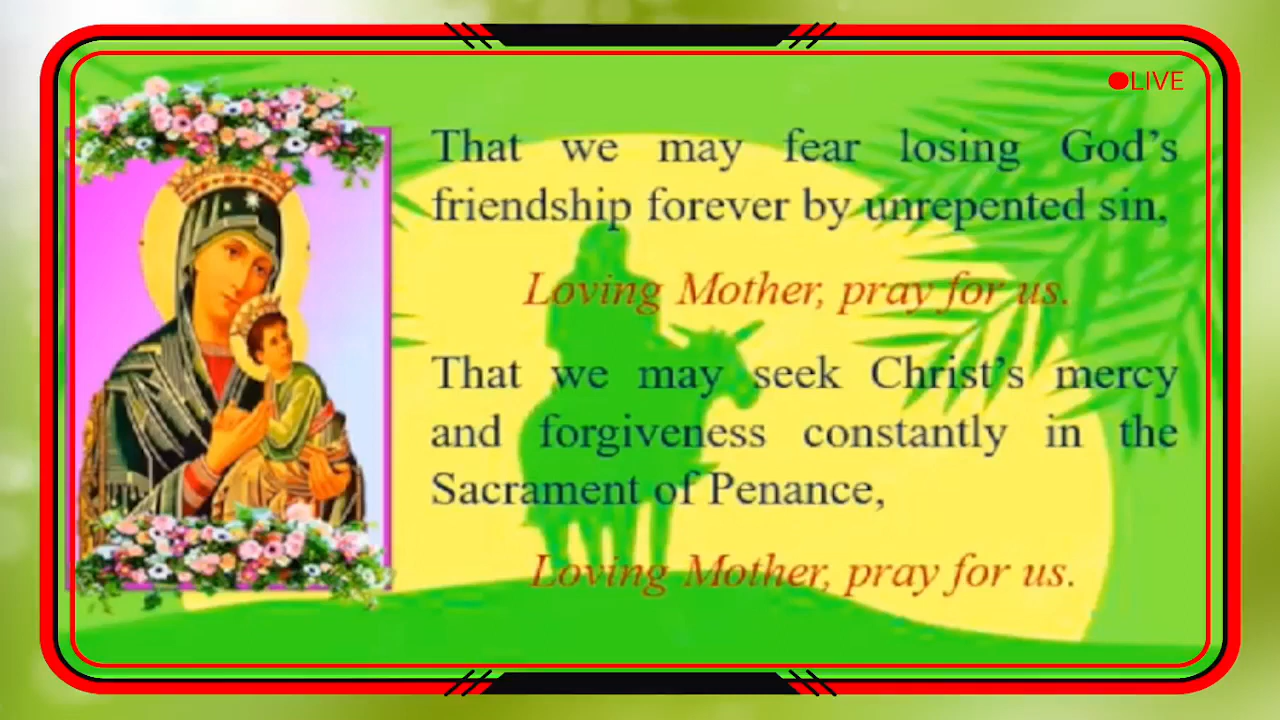 LIVE
That we may fear losing God's
friendship forever by unrepented sin,
Loving Mother, pray for us.
That we may seek Christ's mercy
and forgiveness constantly in the
Sacrament of Penance,
Loving Mother, pray for us.